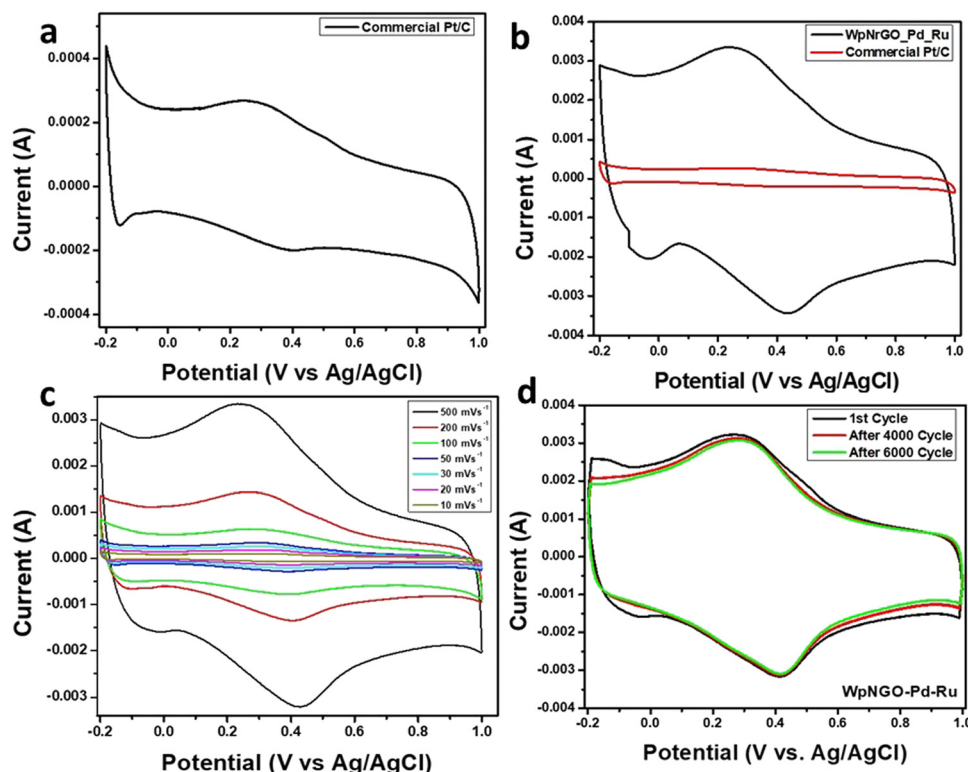 a
Commercial Pt/C
0.0004
0.0002
0.0000
-0.0002
-0.0004
Current (A)
-0.2 0.0 0.2 0.4 0.6 0.8 1.0
Potential (V vs Ag/AgCl)
b
WpNrGO_Pd_Ru
Commercial Pt/C
0.004
0.003
0.002
0.001
0.000
-0.001
-0.002
-0.003
-0.004
Current (A)
-0.2 0.0 0.2 0.4 0.6 0.8 1.0
Potential (V vs Ag/AgCl)
c
500 mVs⁻¹
200 mVs⁻¹
100 mVs⁻¹
50 mVs⁻¹
30 mVs⁻¹
20 mVs⁻¹
10 mVs⁻¹
0.003
0.002
0.001
0.000
-0.001
-0.002
-0.003
Current (A)
-0.2 0.0 0.2 0.4 0.6 0.8 1.0
Potential (V vs Ag/AgCl)
d
1st Cycle
After 4000 Cycle
After 6000 Cycle
0.004
0.003
0.002
0.001
0.000
-0.001
-0.002
-0.003
-0.004
Current (A)
WpNGO-Pd-Ru
-0.2 0.0 0.2 0.4 0.6 0.8 1.0
Potential (V vs. Ag/AgCl)